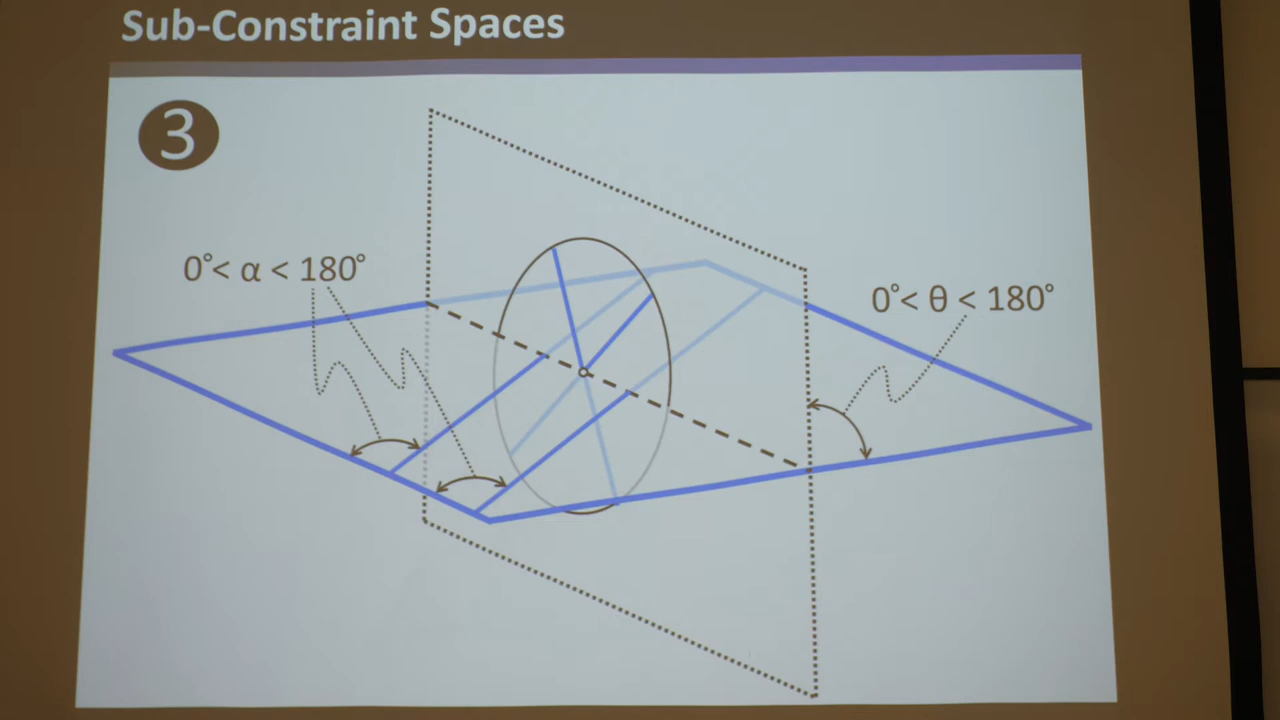 Sub-Constraint Spaces
3
0°< α < 180°
0°< θ < 180°